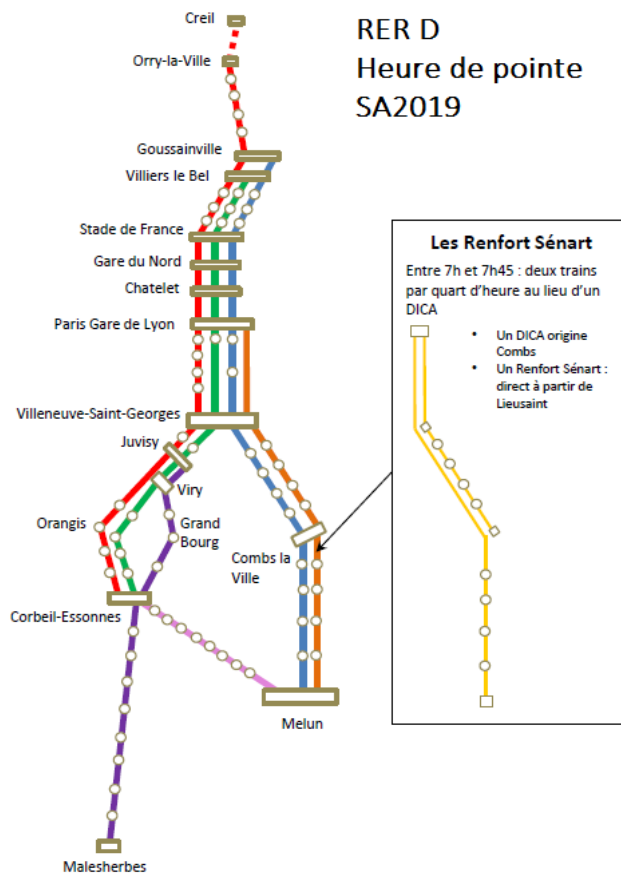 RER D
Heure de pointe
SA2019
Creil
Orry-la-Ville
Goussainville
Villiers le Bel
Stade de France
Gare du Nord
Chatelet
Paris Gare de Lyon
Villeneuve-Saint-Georges
Juvisy
Viry
Orangis
Grand
Bourg
Combs la
Ville
Corbeil-Essonnes
Melun
Malesherbes
Les Renfort Sénart
Entre 7h et 7h45 : deux trains
par quart d'heure au lieu d'un
DICA
• Un DICA origine
Combs
• Un Renfort Sénart :
direct à partir de
Lieusaint